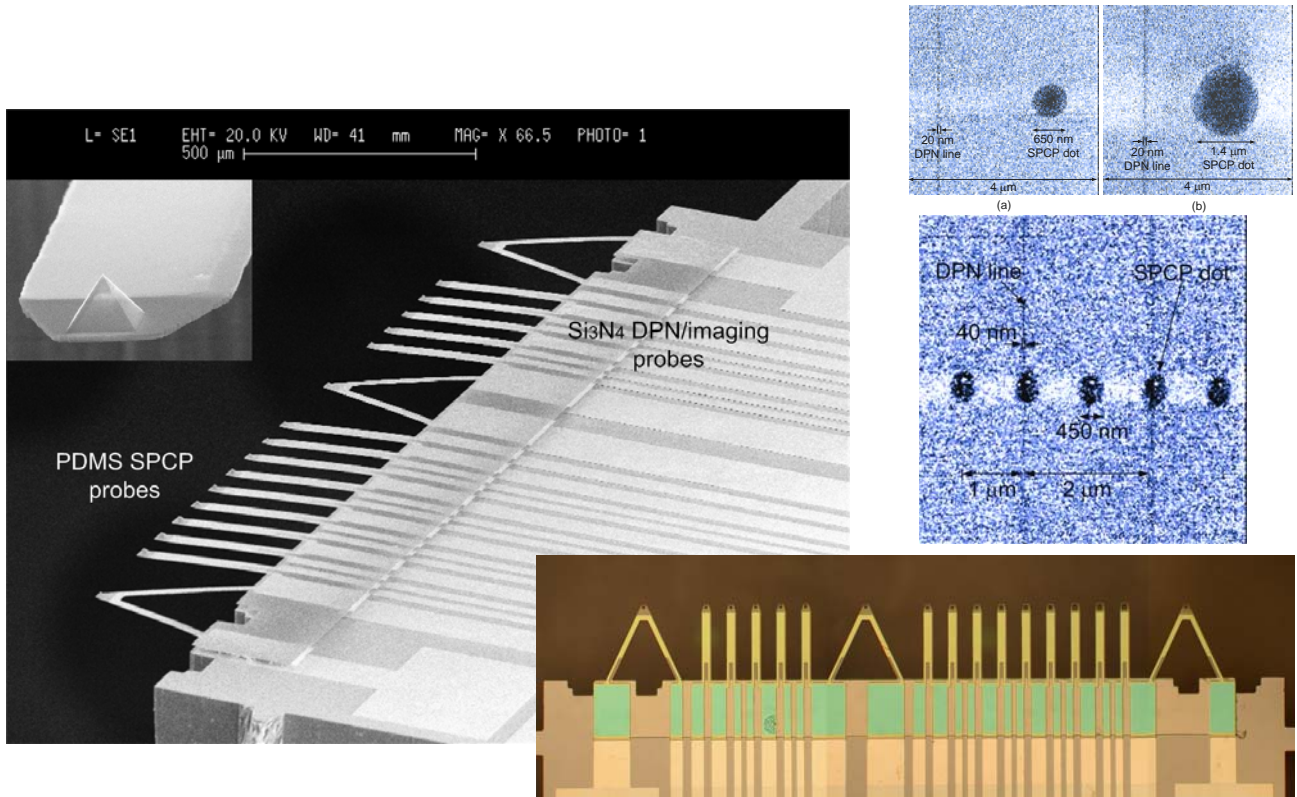 L= SE1 EHT= 20.0 KV WD= 41 mm MAG= X 66.5 PHOTO= 1
500 µm
Si3N4 DPN/imaging
probes
PDMS SPCP
probes
20 nm
DPN line
650 nm
SPCP dot
4 µm
(a)
20 nm
DPN line
1.4 µm
SPCP dot
4 µm
(b)
DPN line
SPCP dot
40 nm
450 nm
1 µm
2 µm